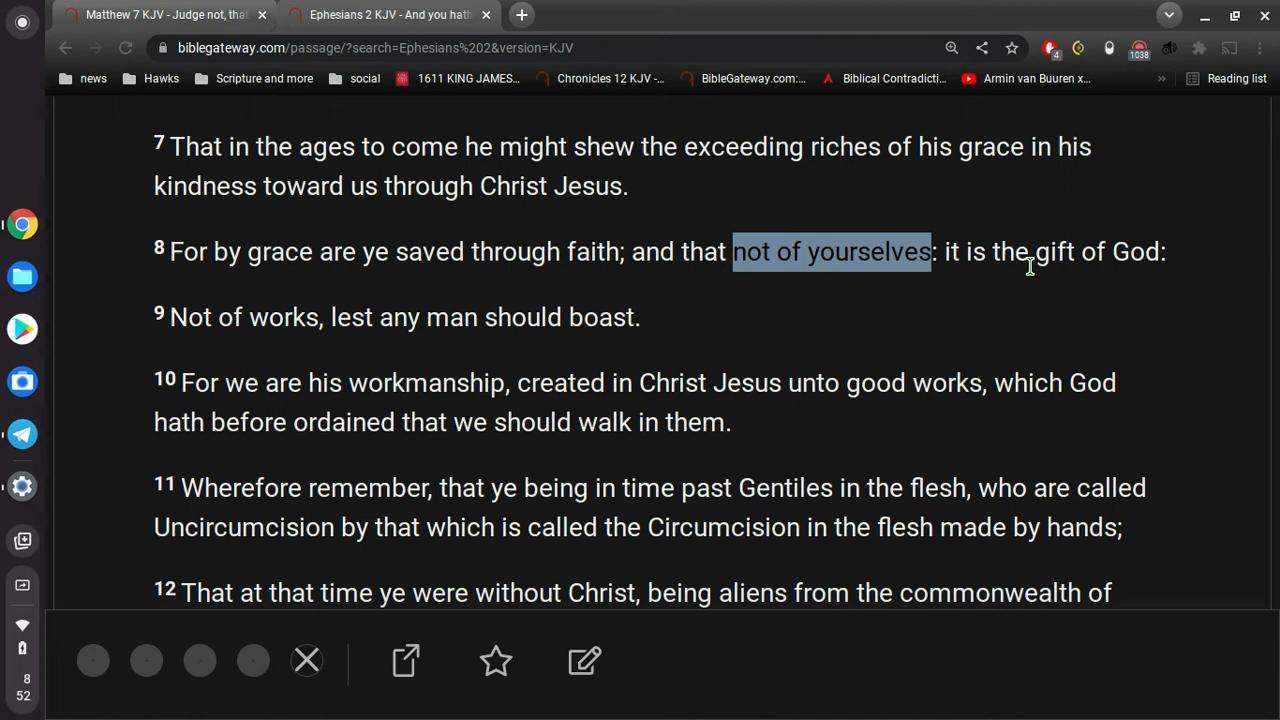 Matthew 7 KJV - Judge not, that
Ephesians 2 KJV - And you hath
biblegateway.com/passage/?search=Ephesians%202&version=KJV
4
1038
news
Hawks
Scripture and more
social
1611 KING JAMES...
Chronicles 12 KJV -...
BibleGateway.com:...
Biblical Contradicti...
Armin van Buuren x...
»
Reading list
7 That in the ages to come he might shew the exceeding riches of his grace in his
kindness toward us through Christ Jesus.
8 For by grace are ye saved through faith; and that not of yourselves: it is the gift of God:
9 Not of works, lest any man should boast.
10 For we are his workmanship, created in Christ Jesus unto good works, which God
hath before ordained that we should walk in them.
11 Wherefore remember, that ye being in time past Gentiles in the flesh, who are called
Uncircumcision by that which is called the Circumcision in the flesh made by hands;
12 That at that time ye were without Christ, being aliens from the commonwealth of
8
52